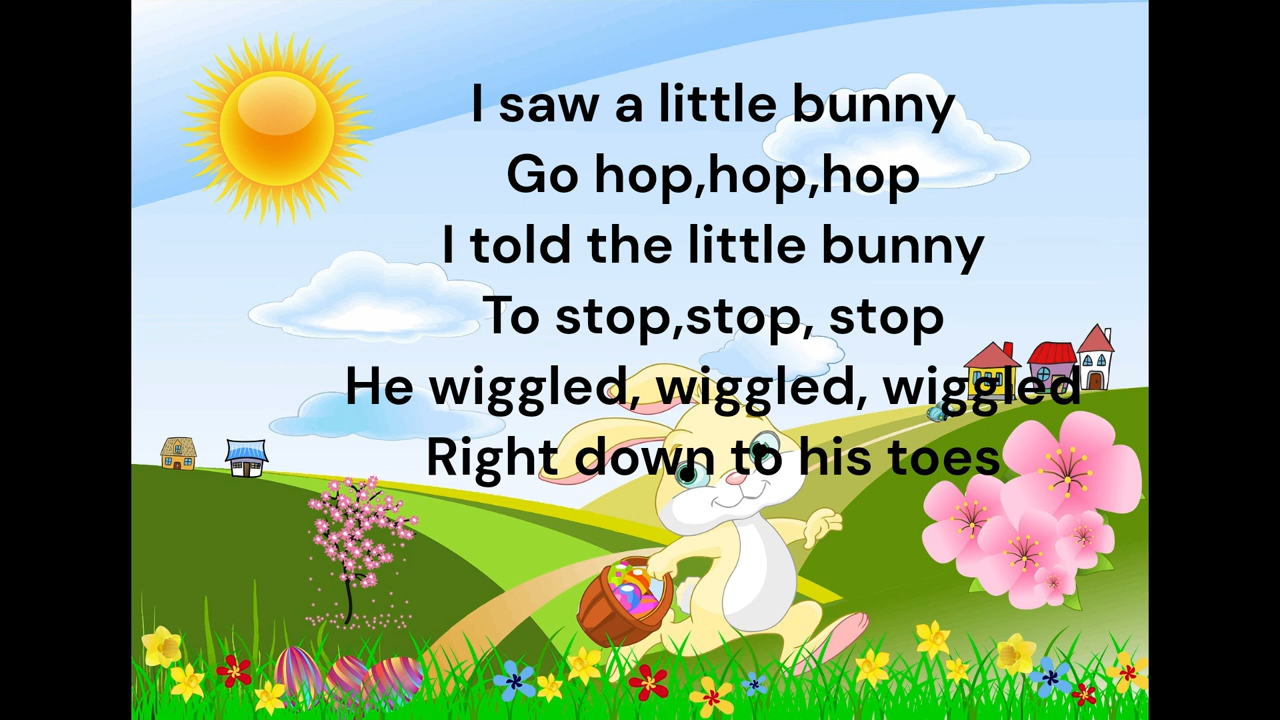 I saw a little bunny
Go hop,hop,hop
I told the little bunny
To stop,stop, stop
He wiggled, wiggled, wiggled
Right down to his toes